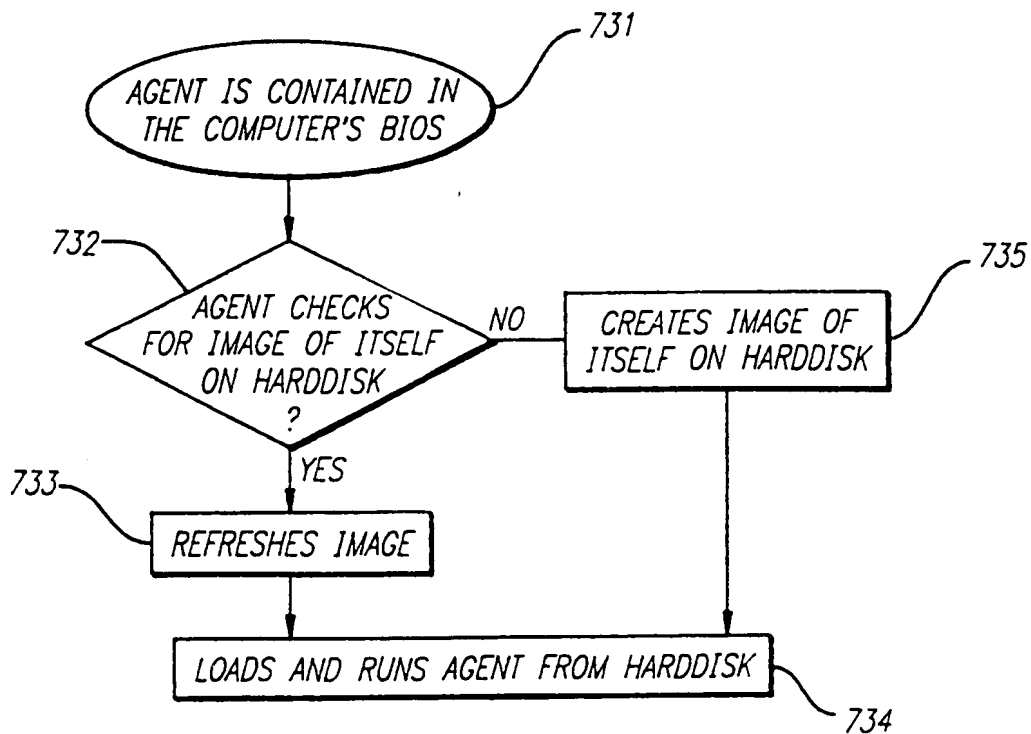 731
AGENT IS CONTAINED IN
THE COMPUTER'S BIOS
732
AGENT CHECKS
FOR IMAGE OF ITSELF
ON HARDDISK
?
NO
735
CREATES IMAGE OF
ITSELF ON HARDDISK
YES
733
REFRESHES IMAGE
LOADS AND RUNS AGENT FROM HARDDISK
734